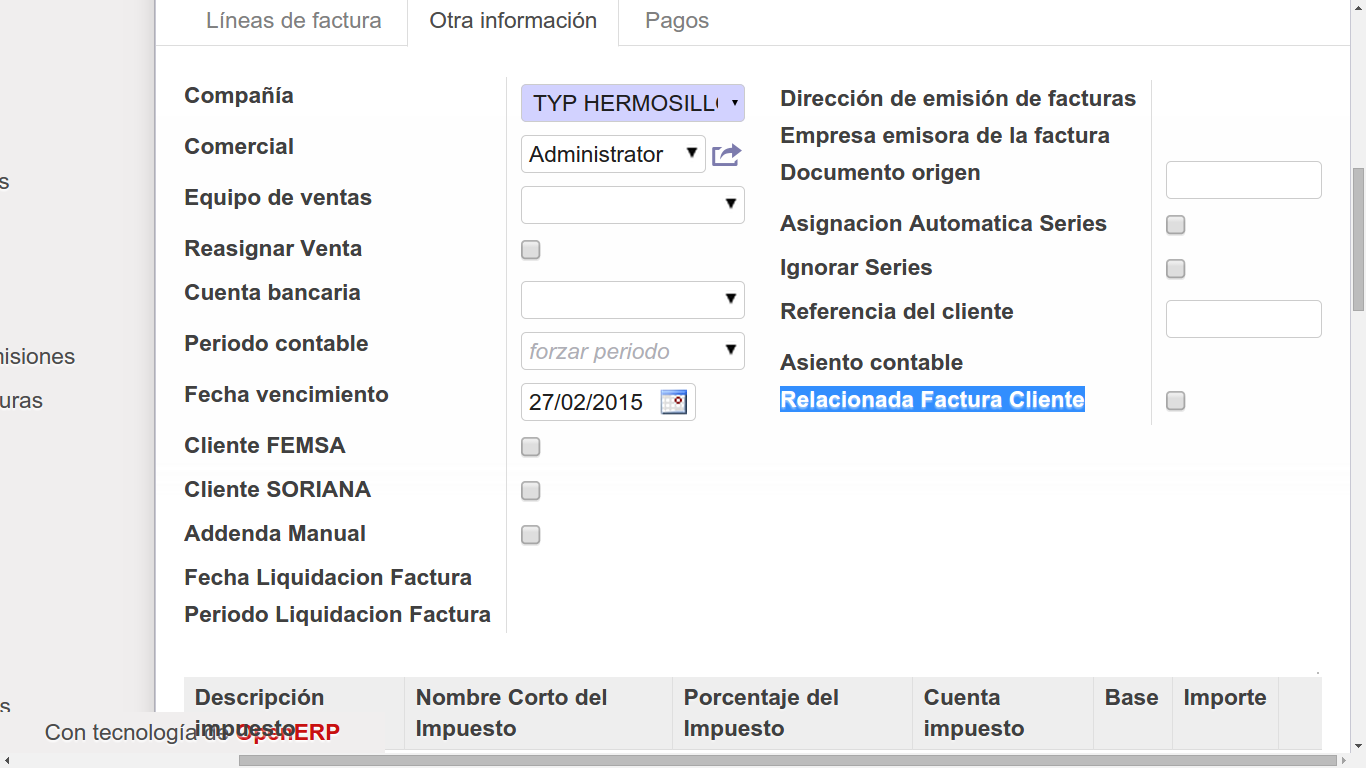 Líneas de factura
Otra información
Pagos
Compañía
TYP HERMOSILL
Comercial
Administrator
Equipo de ventas
Reasignar Venta
Cuenta bancaria
Periodo contable
forzar periodo
Fecha vencimiento
27/02/2015
Cliente FEMSA
Cliente SORIANA
Addenda Manual
Fecha Liquidacion Factura
Periodo Liquidacion Factura
Dirección de emisión de facturas
Empresa emisora de la factura
Documento origen
Asignacion Automatica Series
Ignorar Series
Referencia del cliente
Asiento contable
Relacionada Factura Cliente
s
isiones
uras
s
Descripción
impuesto
Nombre Corto del
Impuesto
Porcentaje del
Impuesto
Cuenta
impuesto
Base
Importe
Con tecnología de OpenERP